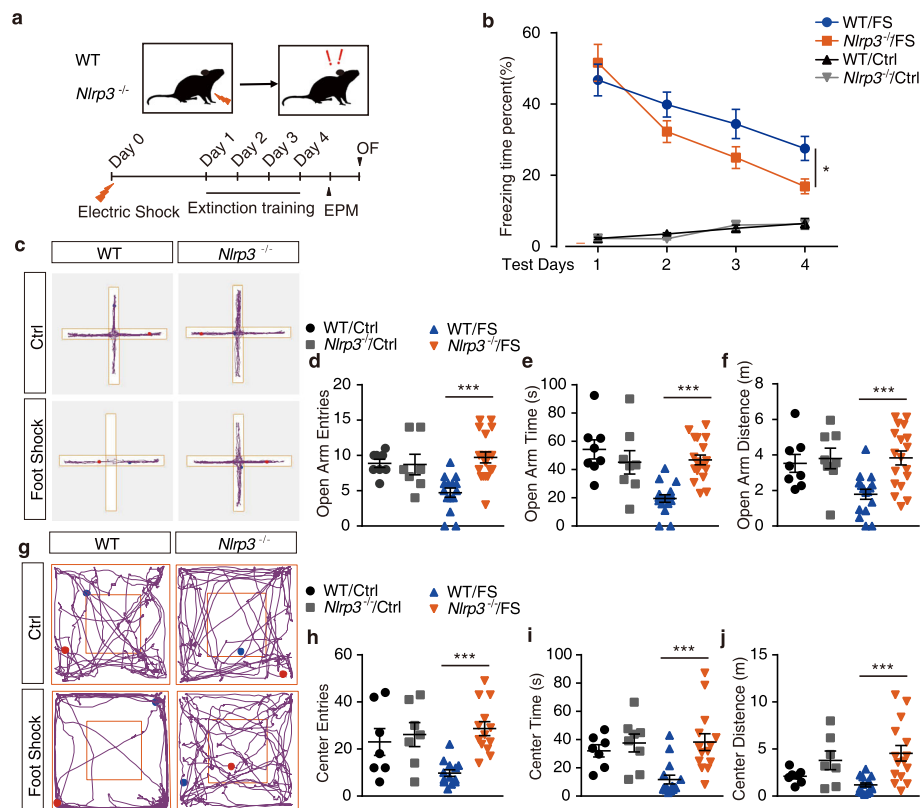 a
WT
Nlrp3 -/-
! !
Day 0
Day 1
Day 2
Day 3
Day 4
OF
Electric Shock
Extinction training
EPM
b
Freezing time percent(%)
60
40
20
0
Test Days
1
2
3
4
*
WT/FS
Nlrp3-/-/FS
WT/Ctrl
Nlrp3-/-/Ctrl
c
WT
Nlrp3 -/-
Ctrl
Foot Shock
WT/Ctrl
Nlrp3-/-/Ctrl
WT/FS
Nlrp3-/-/FS
d
Open Arm Entries
20
15
10
5
0
***
e
Open Arm Time (s)
100
80
60
40
20
0
***
f
Open Arm Distence (m)
8
6
4
2
0
***
g
WT
Nlrp3 -/-
Ctrl
Foot Shock
WT/Ctrl
Nlrp3-/-/Ctrl
WT/FS
Nlrp3-/-/FS
h
Center Entries
60
40
20
0
***
i
Center Time (s)
100
80
60
40
20
0
***
j
Center Distence (m)
15
10
5
0
***